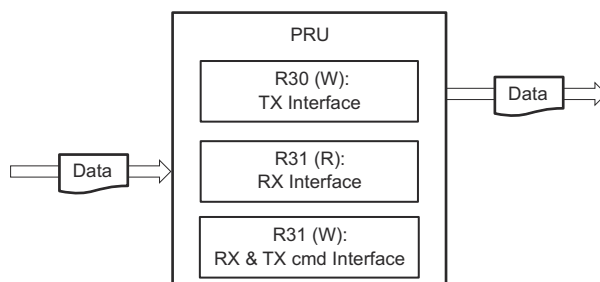 PRU
R30 (W):
TX Interface
Data
Data
R31 (R):
RX Interface
R31 (W):
RX & TX cmd Interface